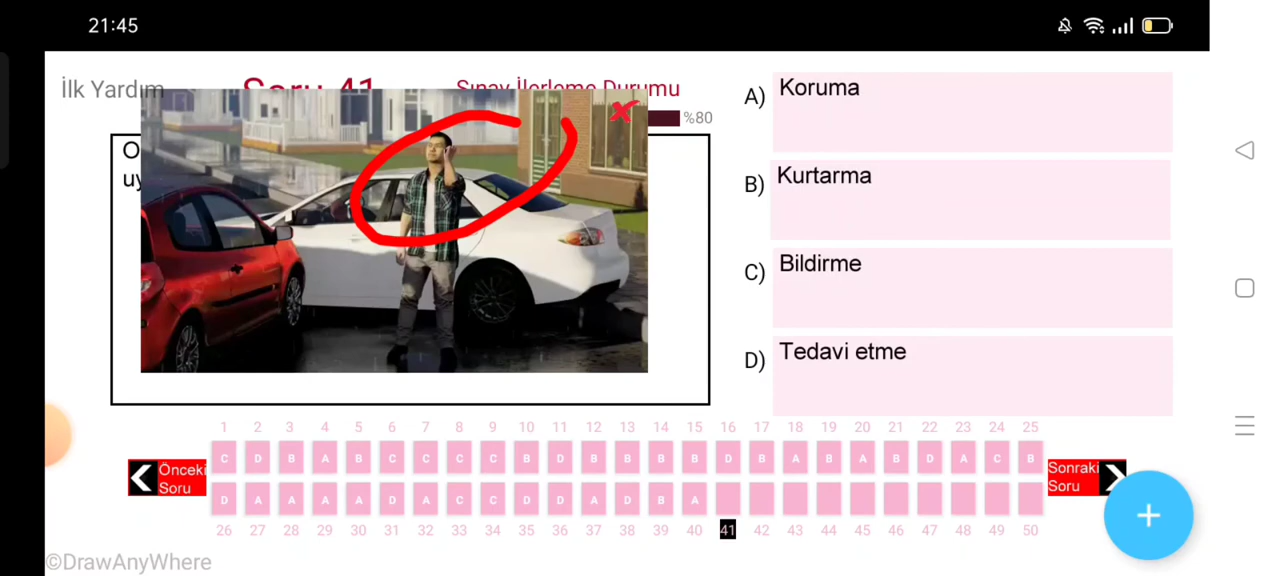 21:45
İlk Yardım
Soru 41
Sınav İlerleme Durumu
%80
O
uy
A) Koruma
B) Kurtarma
C) Bildirme
D) Tedavi etme
1 2 3 4 5 6 7 8 9 10 11 12 13 14 15 16 17 18 19 20 21 22 23 24 25
C D B A B C C C C B D B B B B D B A B A B D A C B
Önceki
Soru
Sonraki
Soru
D A A A A D A C C D D A D B A
26 27 28 29 30 31 32 33 34 35 36 37 38 39 40 41 42 43 44 45 46 47 48 49 50
©DrawAnyWhere